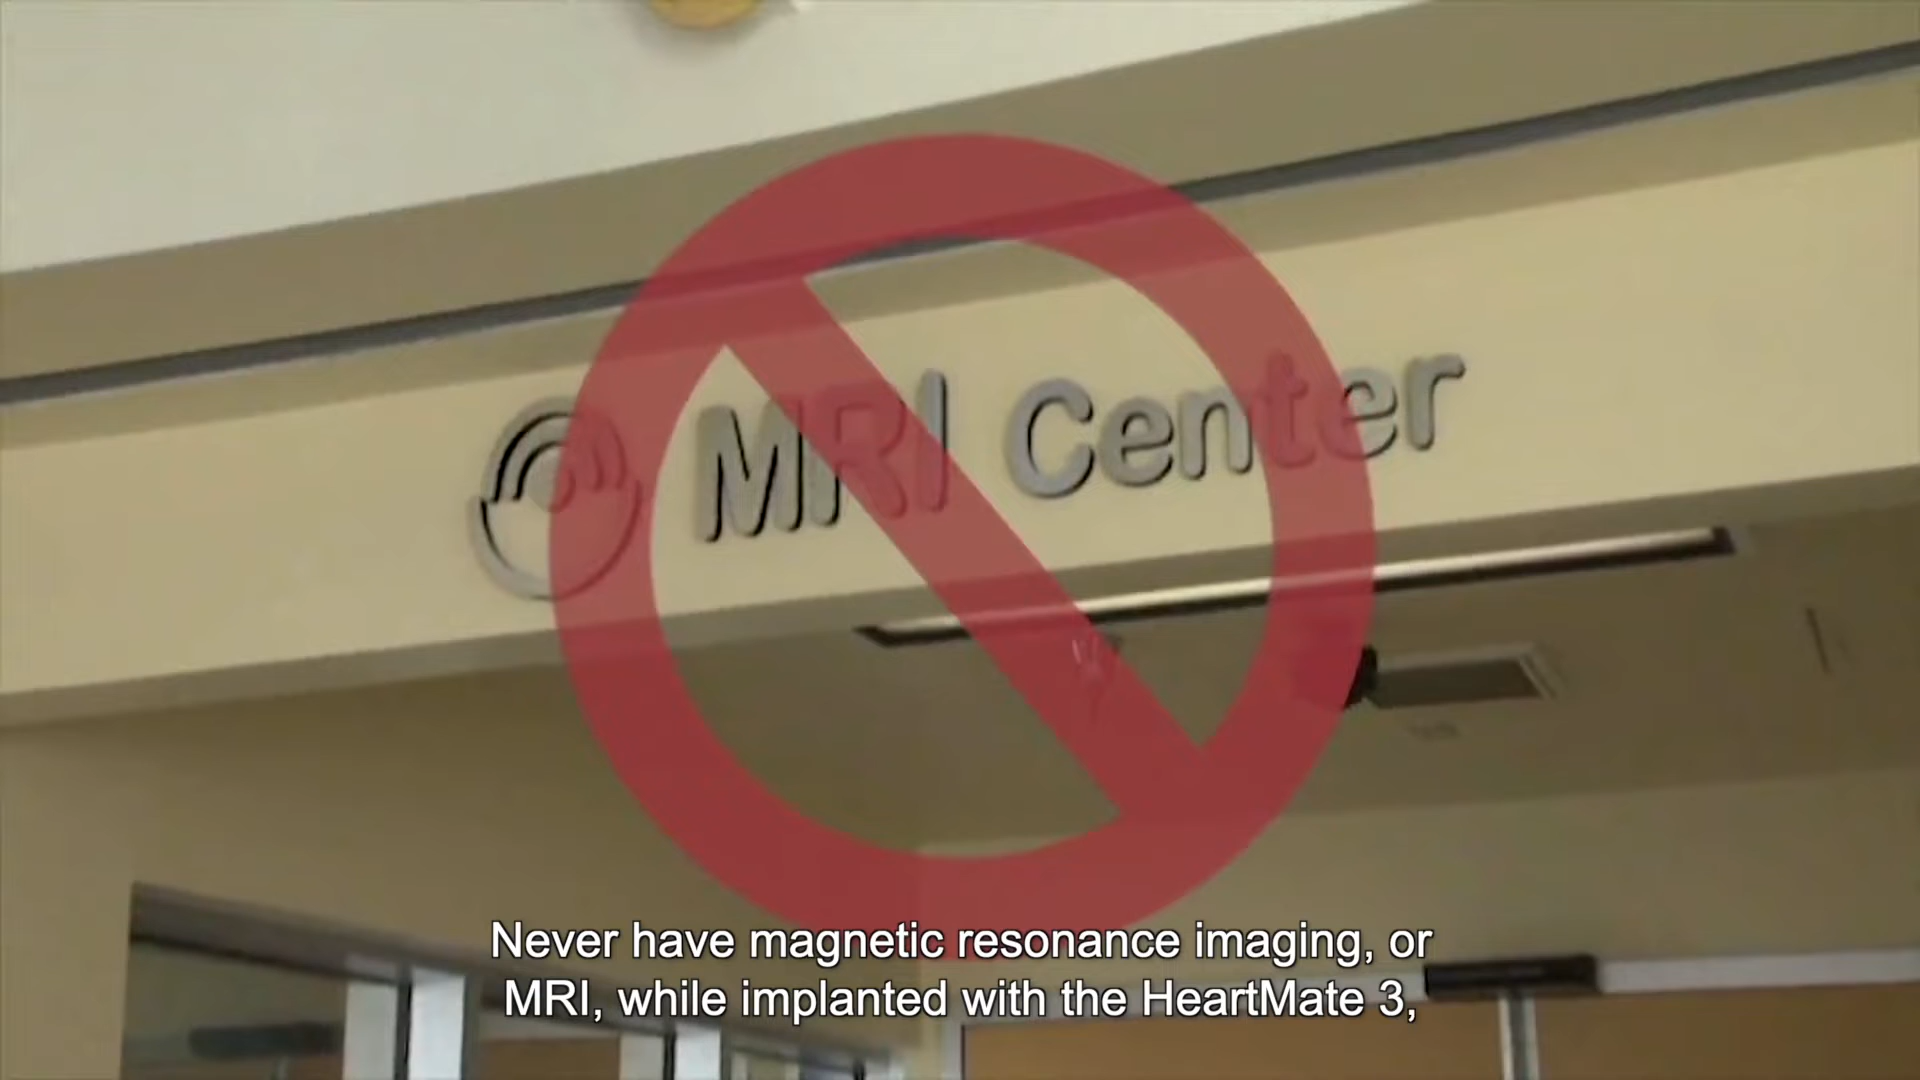 MRI Center
Never have magnetic resonance imaging, or
MRI, while implanted with the HeartMate 3,